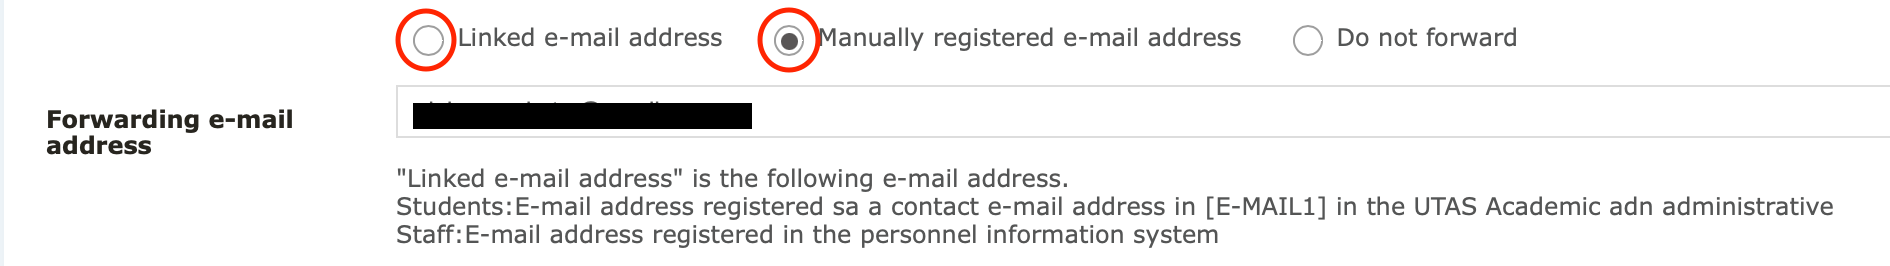 Linked e-mail address Manually registered e-mail address Do not forward
Forwarding e-mail
address
"Linked e-mail address" is the following e-mail address.
Students:E-mail address registered sa a contact e-mail address in [E-MAIL1] in the UTAS Academic adn administrative
Staff:E-mail address registered in the personnel information system